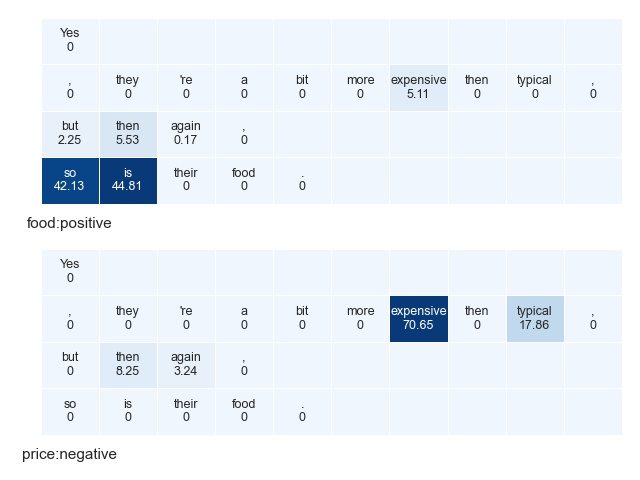 Yes
0
, they 're a bit more expensive then typical ,
0 0 0 0 0 0 5.11 0 0 0
but then again ,
2.25 5.53 0.17 0
so is their food .
42.13 44.81 0 0 0
food:positive
Yes
0
, they 're a bit more expensive then typical ,
0 0 0 0 0 0 70.65 0 17.86 0
but then again ,
0 8.25 3.24 0
so is their food .
0 0 0 0 0
price:negative